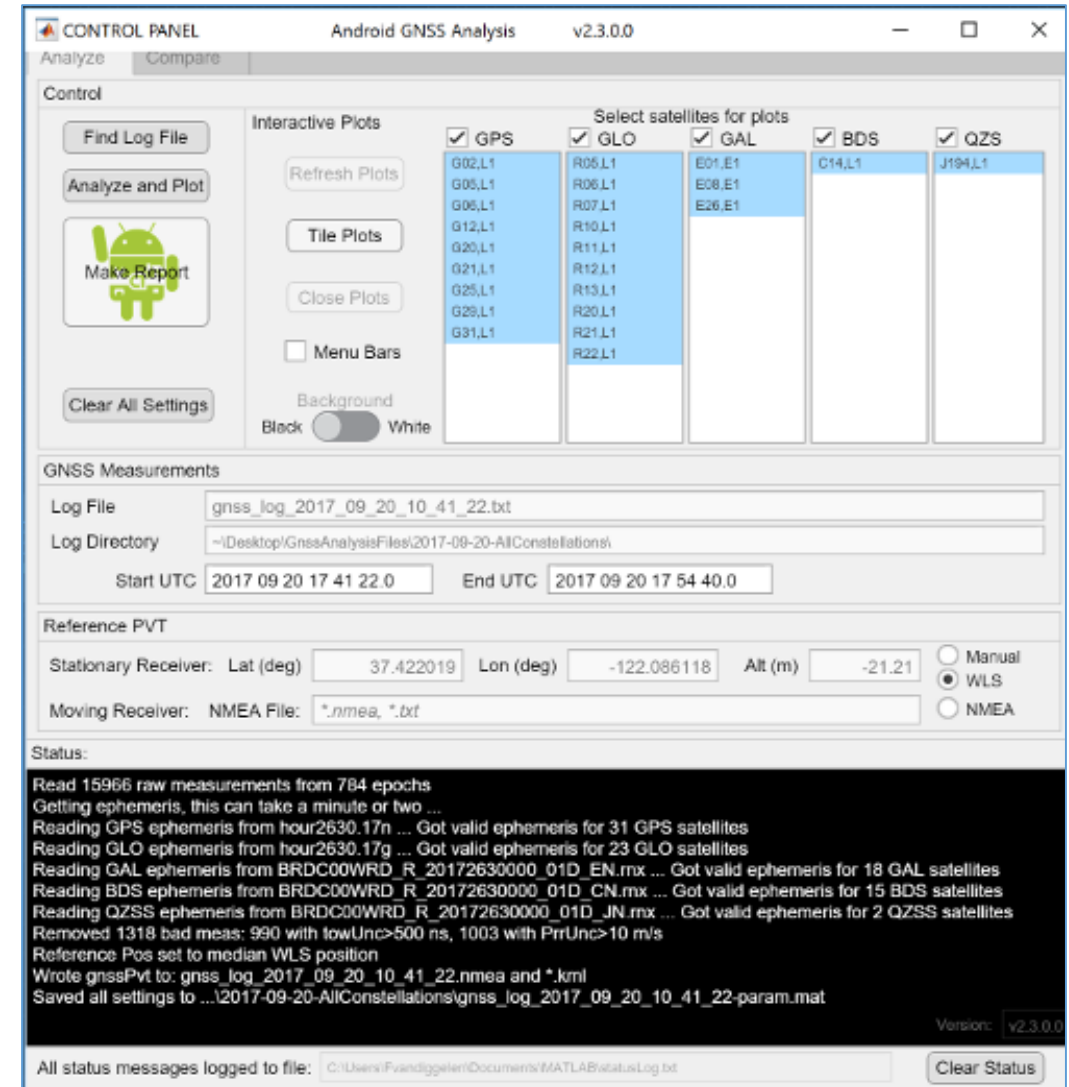 CONTROL PANEL Android GNSS Analysis v2.3.0.0
Analyze Compare
Control
Find Log File
Analyze and Plot
Make Report
Clear All Settings
Interactive Plots
Refresh Plots
Tile Plots
Close Plots
Menu Bars
Background
Black White
Select satellites for plots
GPS
G02,L1
G05,L1
G06,L1
G12,L1
G20,L1
G21,L1
G25,L1
G29,L1
G31,L1
GLO
R05,L1
R06,L1
R07,L1
R10,L1
R11,L1
R12,L1
R13,L1
R20,L1
R21,L1
R22,L1
GAL
E01,E1
E08,E1
E26,E1
BDS
C14,L1
QZS
J194,L1
GNSS Measurements
Log File gnss_log_2017_09_20_10_41_22.txt
Log Directory ~\Desktop\GnssAnalysisFiles\2017-09-20-AllConstellations\
Start UTC 2017 09 20 17 41 22.0 End UTC 2017 09 20 17 54 40.0
Reference PVT
Stationary Receiver: Lat (deg) 37.422019 Lon (deg) -122.086118 Alt (m) -21.21
Manual
WLS
Moving Receiver: NMEA File: *.nmea, *.txt
NMEA
Status:
Read 15966 raw measurements from 784 epochs
Getting ephemeris, this can take a minute or two ...
Reading GPS ephemeris from hour2630.17n ... Got valid ephemeris for 31 GPS satellites
Reading GLO ephemeris from hour2630.17g ... Got valid ephemeris for 23 GLO satellites
Reading GAL ephemeris from BRDC00WRD_R_20172630000_01D_EN.rnx ... Got valid ephemeris for 18 GAL satellites
Reading BDS ephemeris from BRDC00WRD_R_20172630000_01D_CN.rnx ... Got valid ephemeris for 15 BDS satellites
Reading QZSS ephemeris from BRDC00WRD_R_20172630000_01D_JN.rnx ... Got valid ephemeris for 2 QZSS satellites
Removed 1318 bad meas: 990 with towUnc>500 ns, 1003 with PrrUnc>10 m/s
Reference Pos set to median WLS position
Wrote gnssPvt to: gnss_log_2017_09_20_10_41_22.nmea and *.kml
Saved all settings to ...\2017-09-20-AllConstellations\gnss_log_2017_09_20_10_41_22-param.mat
Version: v2.3.0.0
All status messages logged to file: C:\Users\Fvandiggelen\Documents\MATLAB\statusLog.txt
Clear Status